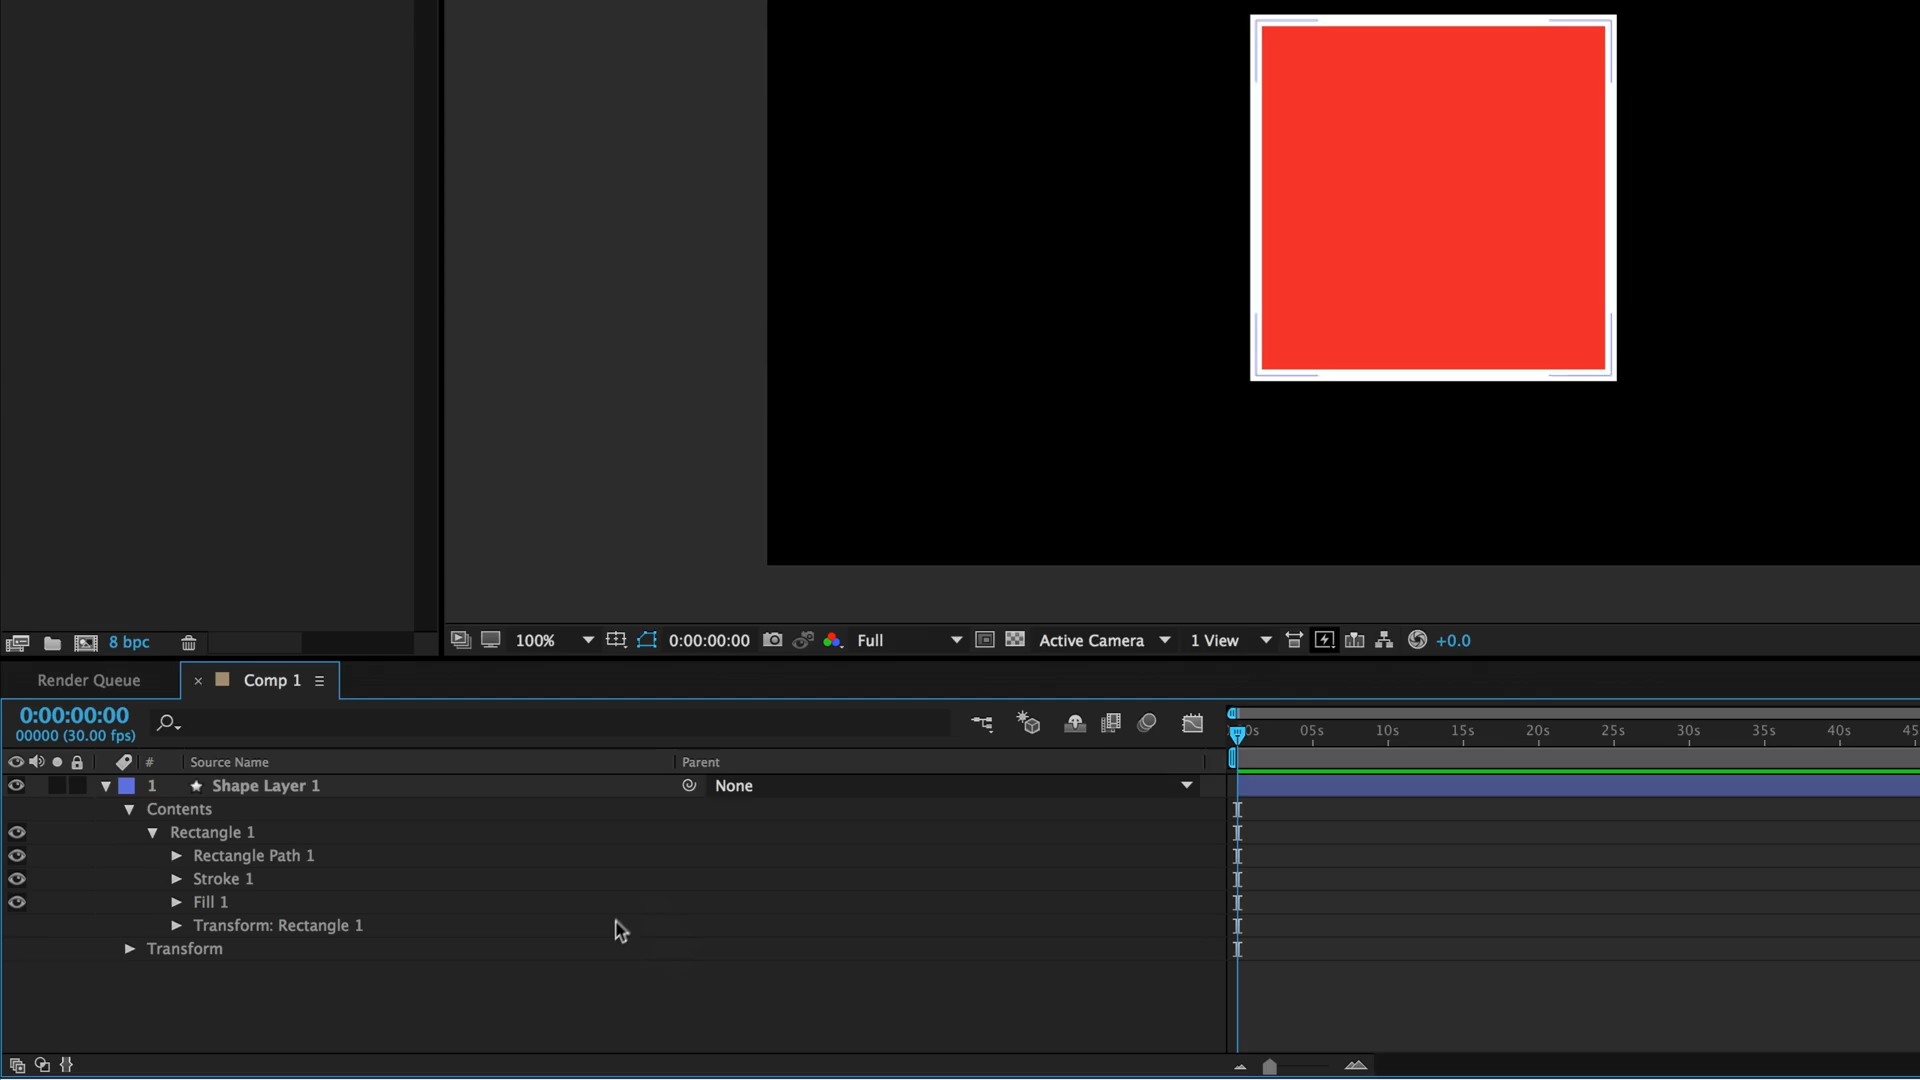 8 bpc
100%
0:00:00:00
Full
Active Camera
1 View
+0.0
Render Queue
× Comp 1
0:00:00:00
00000 (30.00 fps)
0s 05s 10s 15s 20s 25s 30s 35s 40s 45
# Source Name Parent
1 Shape Layer 1 None
Contents
Rectangle 1
Rectangle Path 1
Stroke 1
Fill 1
Transform: Rectangle 1
Transform